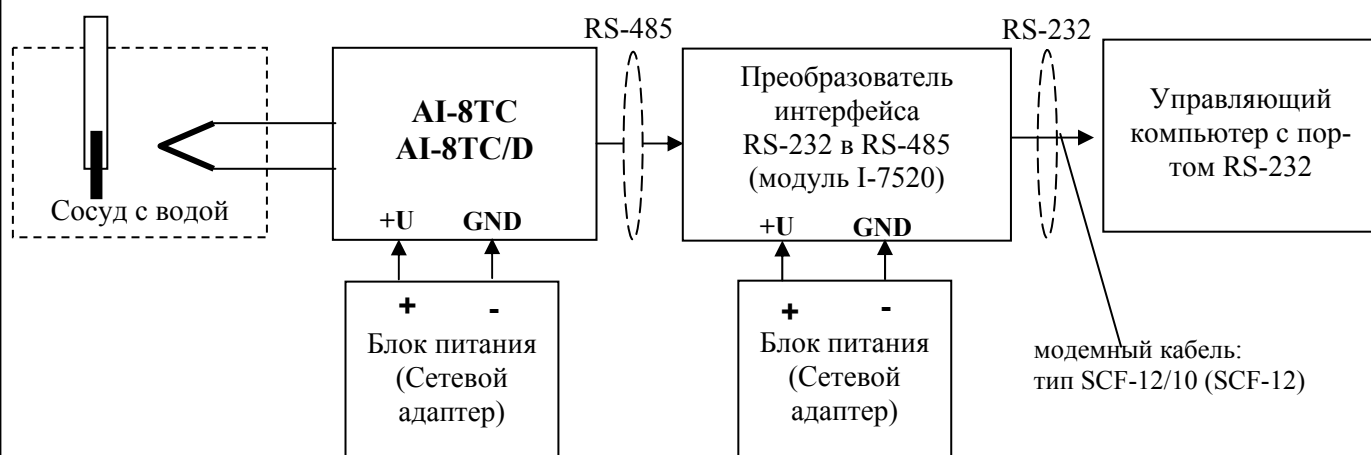 RS-485
RS-232
AI-8TC
AI-8TC/D
+U GND
Сосуд с водой
Преобразователь
интерфейса
RS-232 в RS-485
(модуль I-7520)
+U GND
Управляющий
компьютер с пор-
том RS-232
+ -
Блок питания
(Сетевой
адаптер)
+ -
Блок питания
(Сетевой
адаптер)
модемный кабель:
тип SCF-12/10 (SCF-12)